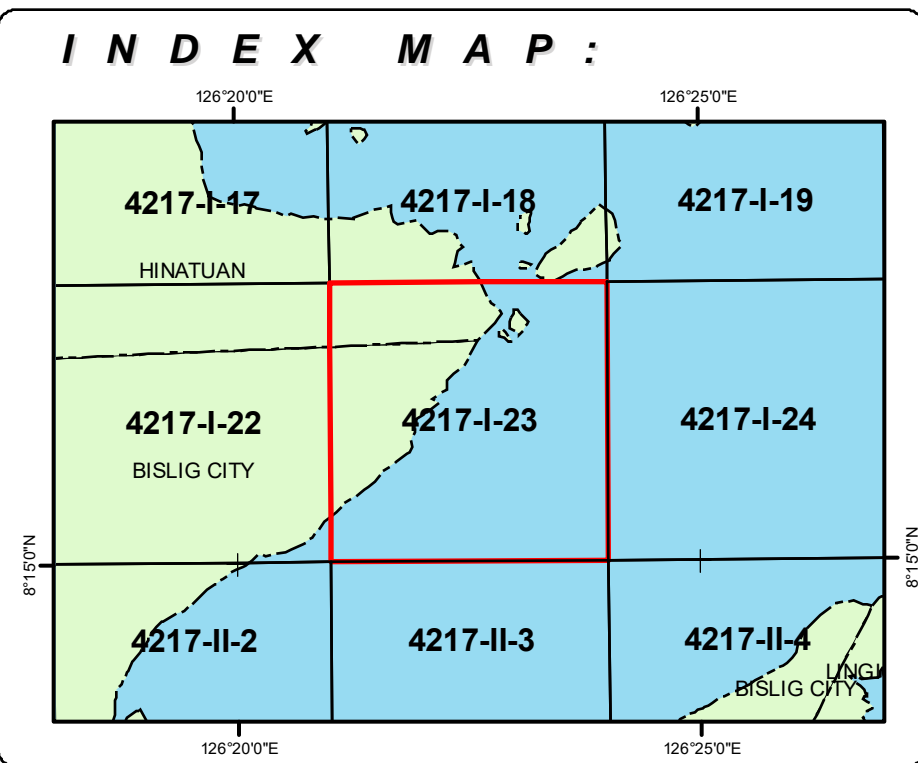 INDEX MAP:
126°20'0"E 126°25'0"E
4217-I-17 4217-I-18 4217-I-19
HINATUAN
4217-I-22 4217-I-23 4217-I-24
BISLIG CITY
8°15'0"N 8°15'0"N
4217-II-2 4217-II-3 4217-II-4
BISLIG CITY
126°20'0"E 126°25'0"E